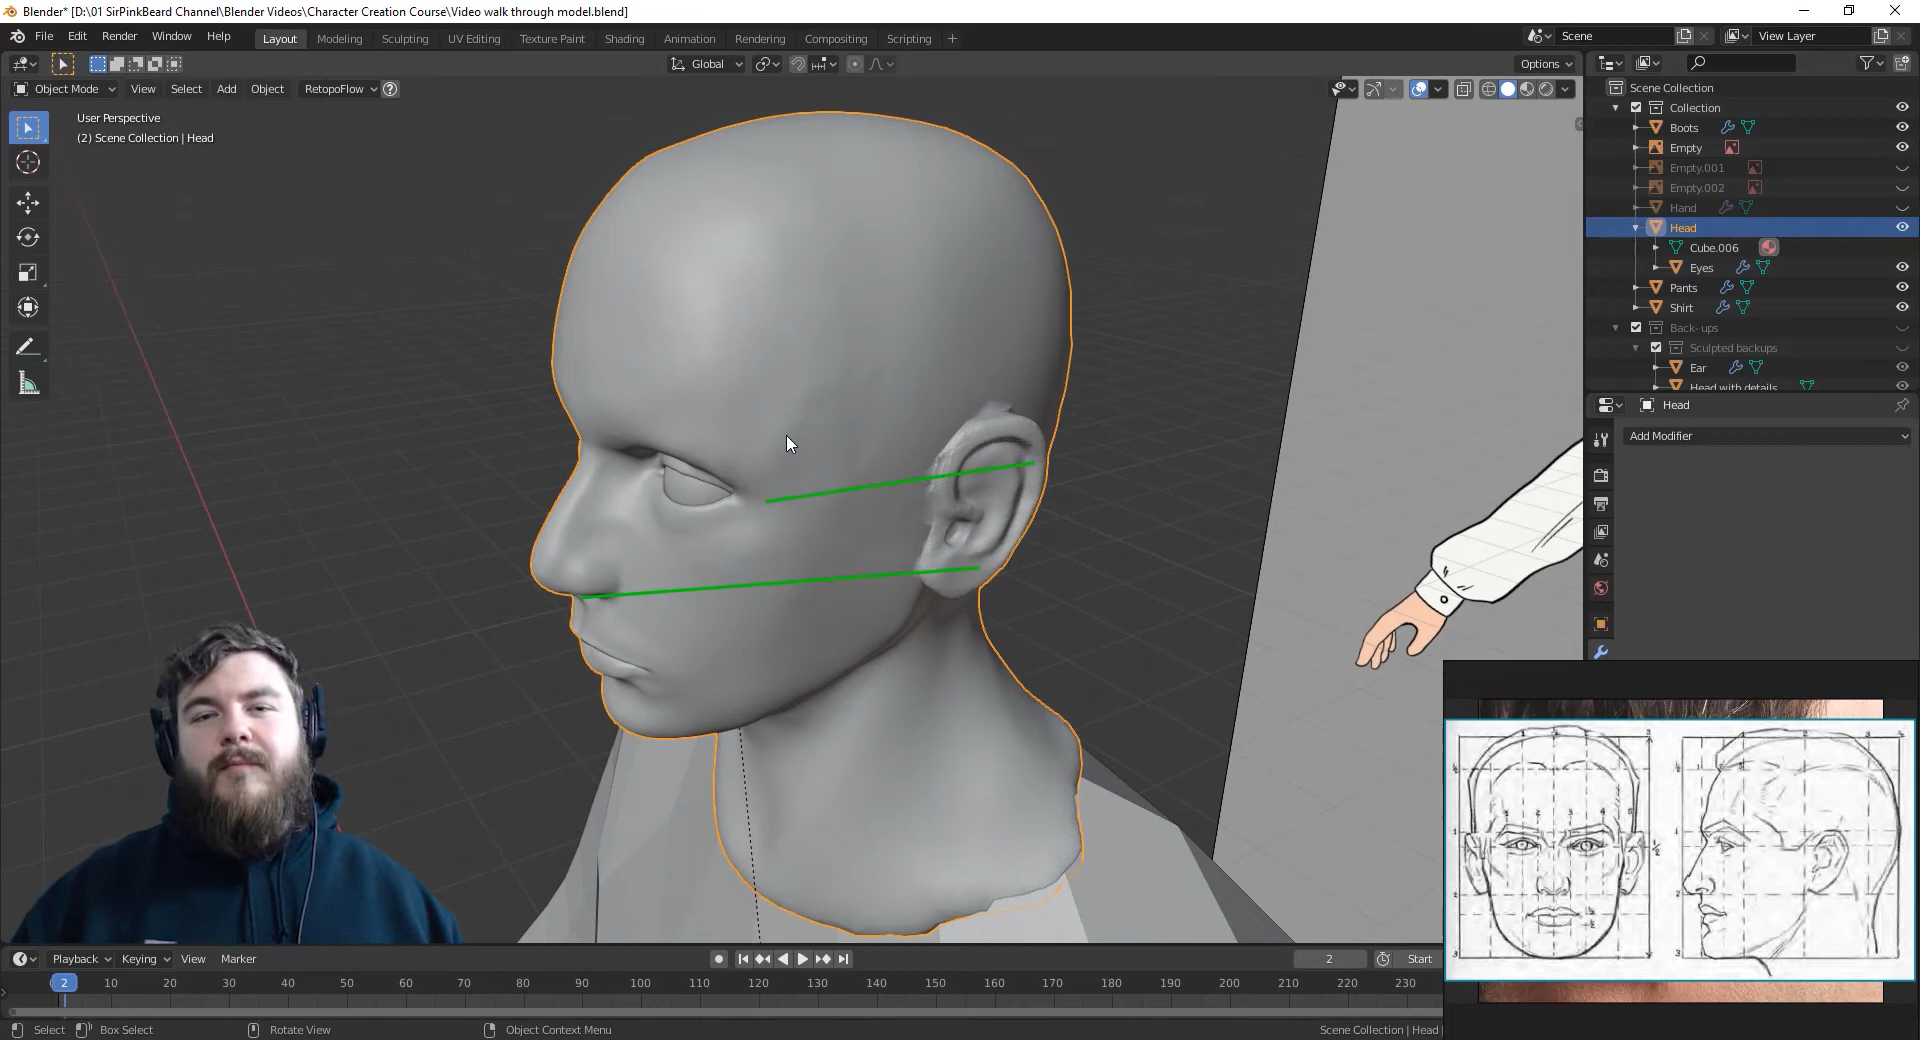 Blender* [D:\01 SirPinkBeard Channel\Blender Videos\Character Creation Course\Video walk through model.blend]
File Edit Render Window Help Layout Modeling Sculpting UV Editing Texture Paint Shading Animation Rendering Compositing Scripting + Scene View Layer
Global Options
Object Mode View Select Add Object RetopoFlow
User Perspective
(2) Scene Collection | Head
Scene Collection
Collection
Boots
Empty
Empty.001
Empty.002
Hand
Head
Cube.006
Eyes
Pants
Shirt
Back- ups
Sculpted backups
Ear
Head with details
Head
Add Modifier
Playback Keying View Marker 2 Start
2 10 20 30 40 50 60 70 80 90 100 110 120 130 140 150 160 170 180 190 200 210 220 230
Select Box Select Rotate View Object Context Menu Scene Collection | Head